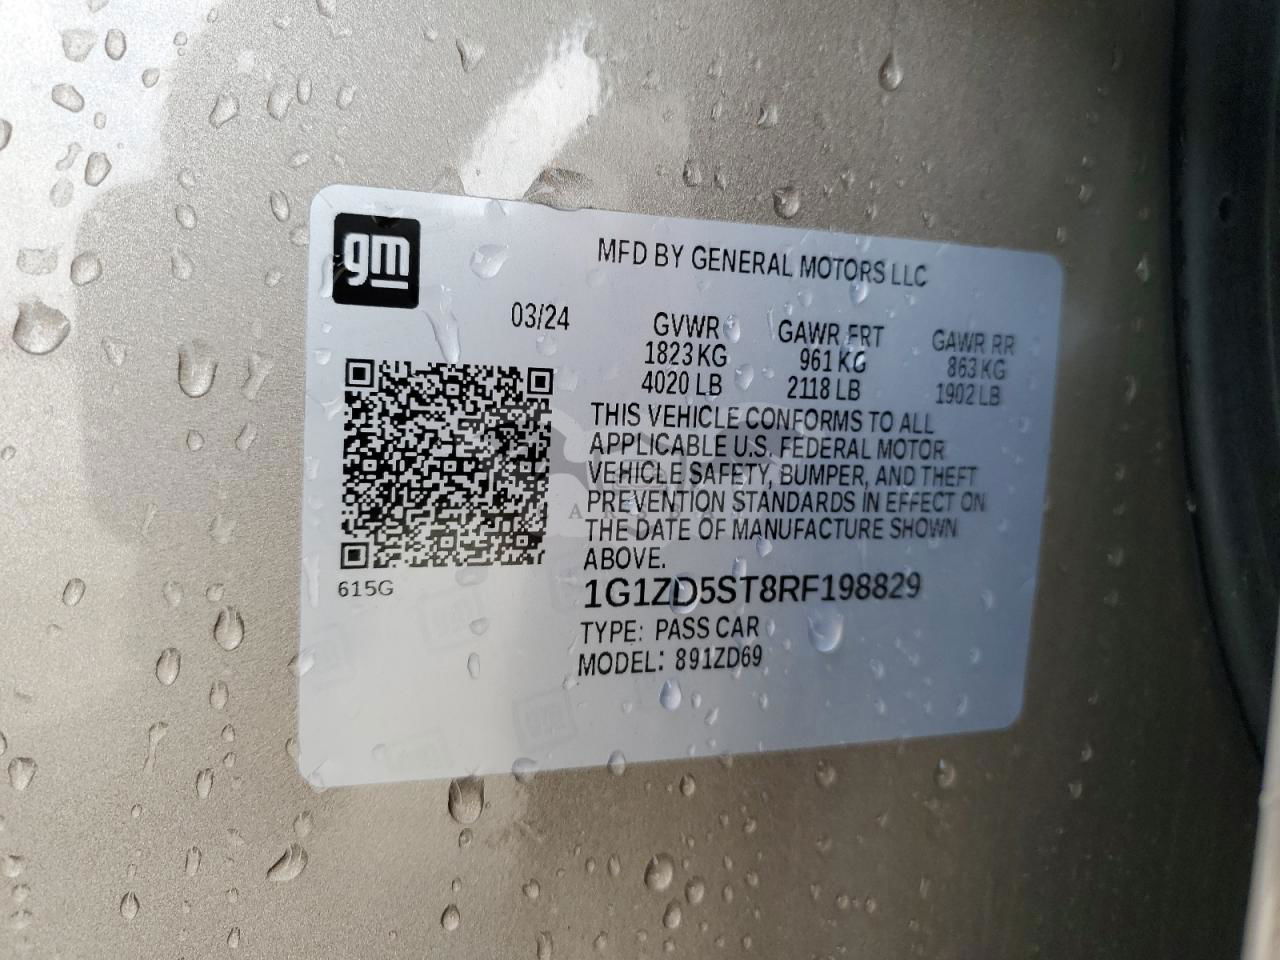 gm
MFD BY GENERAL MOTORS LLC
03/24
GVWR GAWR FRT GAWR RR
1823 KG 961 KG 863 KG
4020 LB 2118 LB 1902 LB
THIS VEHICLE CONFORMS TO ALL
APPLICABLE U.S. FEDERAL MOTOR
VEHICLE SAFETY, BUMPER, AND THEFT
PREVENTION STANDARDS IN EFFECT ON
THE DATE OF MANUFACTURE SHOWN
ABOVE.
615G
1G1ZD5ST8RF198829
TYPE: PASS CAR
MODEL: 891ZD69